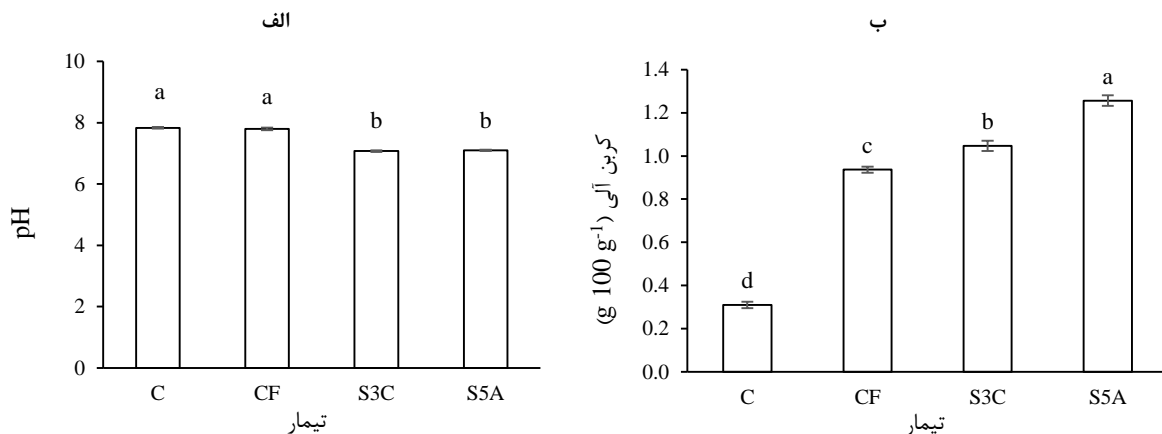 الف
10
8
6
4
2
0
pH
a
a
b
b
C CF S3C S5A
تیمار
ب
1.4
1.2
1.0
0.8
0.6
0.4
0.2
0.0
کربن آلی (g 100 g⁻¹)
d
c
b
a
C CF S3C S5A
تیمار